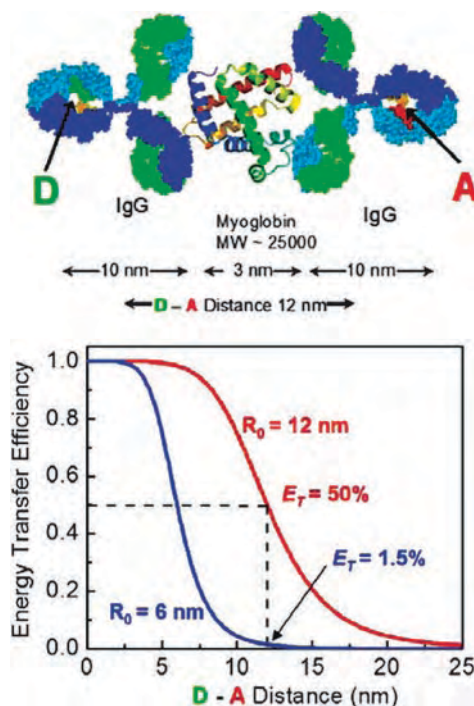 D
A
IgG
IgG
Myoglobin
MW ~ 25000
10 nm
3 nm
10 nm
D – A Distance 12 nm
Energy Transfer Efficiency
1.0
0.8
0.6
0.4
0.2
0.0
R₀ = 12 nm
E_T = 50%
E_T = 1.5%
R₀ = 6 nm
0 5 10 15 20 25
D - A Distance (nm)